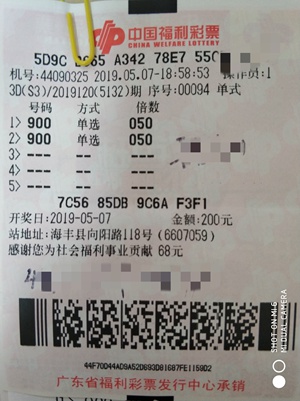 中国福利彩票
CHINA WELFARE LOTTERY
5D9C 65 A342 78E7 55C
机号:44090325 2019.05.07-18:58:53 操作员:1
3D(S3)/2019120(5132)期 序号:00094 单式
号码 方式 倍数
1> 900 单选 050
2> 900 单选 050
3> --- -- ---
4> --- -- ---
5> --- -- ---
7C56 85DB 9C6A F3F1
开奖日:2019-05-07 金额:200元
站地址:海丰县向阳路118号 (6607059)
感谢您为社会福利事业贡献 68元
44F70D44AD9A52D693D81687FE1159D2
广东省福利彩票发行中心承销
SHOT ON MI 6
MI DUAL CAMERA